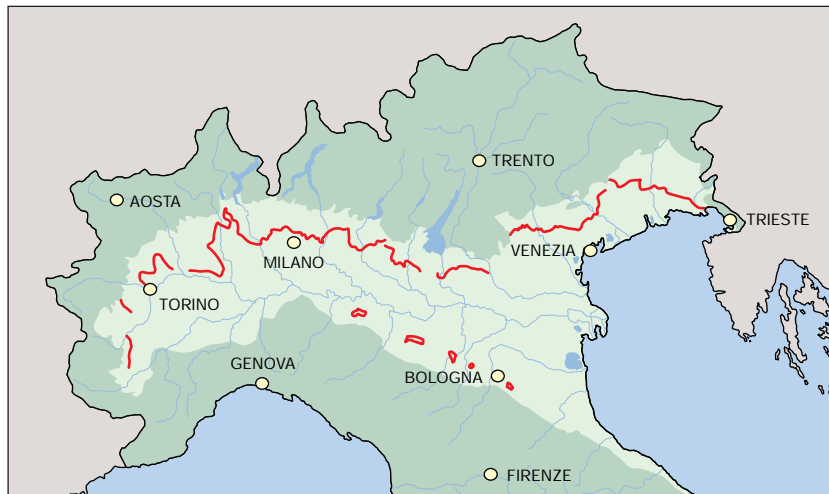 TRENTO
AOSTA
TRIESTE
MILANO
VENEZIA
TORINO
GENOVA
BOLOGNA
FIRENZE